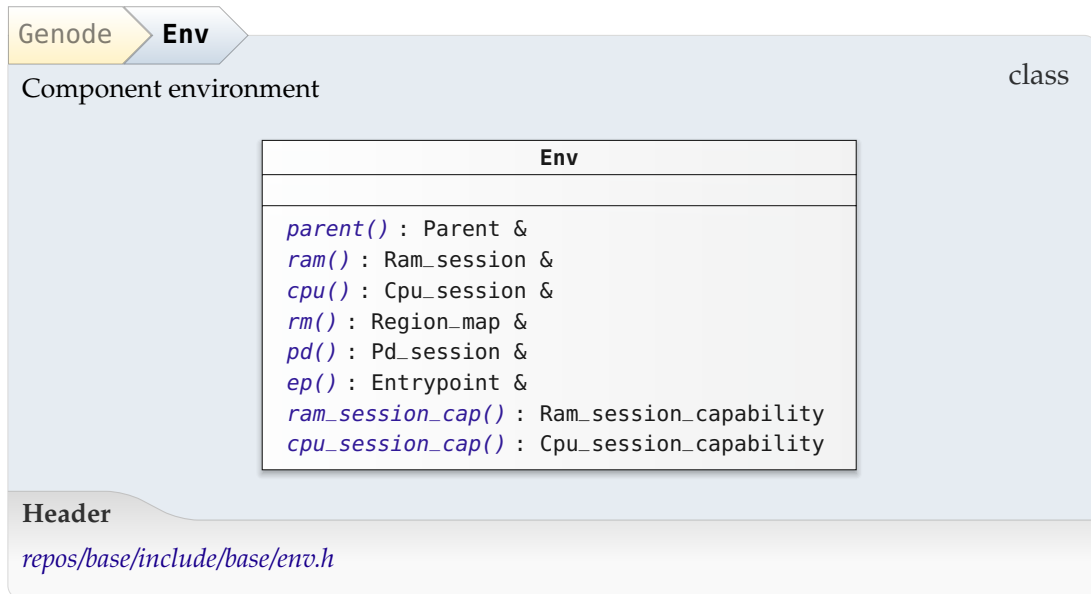 Genode Env
class
Component environment
Env
parent() : Parent &
ram() : Ram_session &
cpu() : Cpu_session &
rm() : Region_map &
pd() : Pd_session &
ep() : Entrypoint &
ram_session_cap() : Ram_session_capability
cpu_session_cap() : Cpu_session_capability
Header
repos/base/include/base/env.h